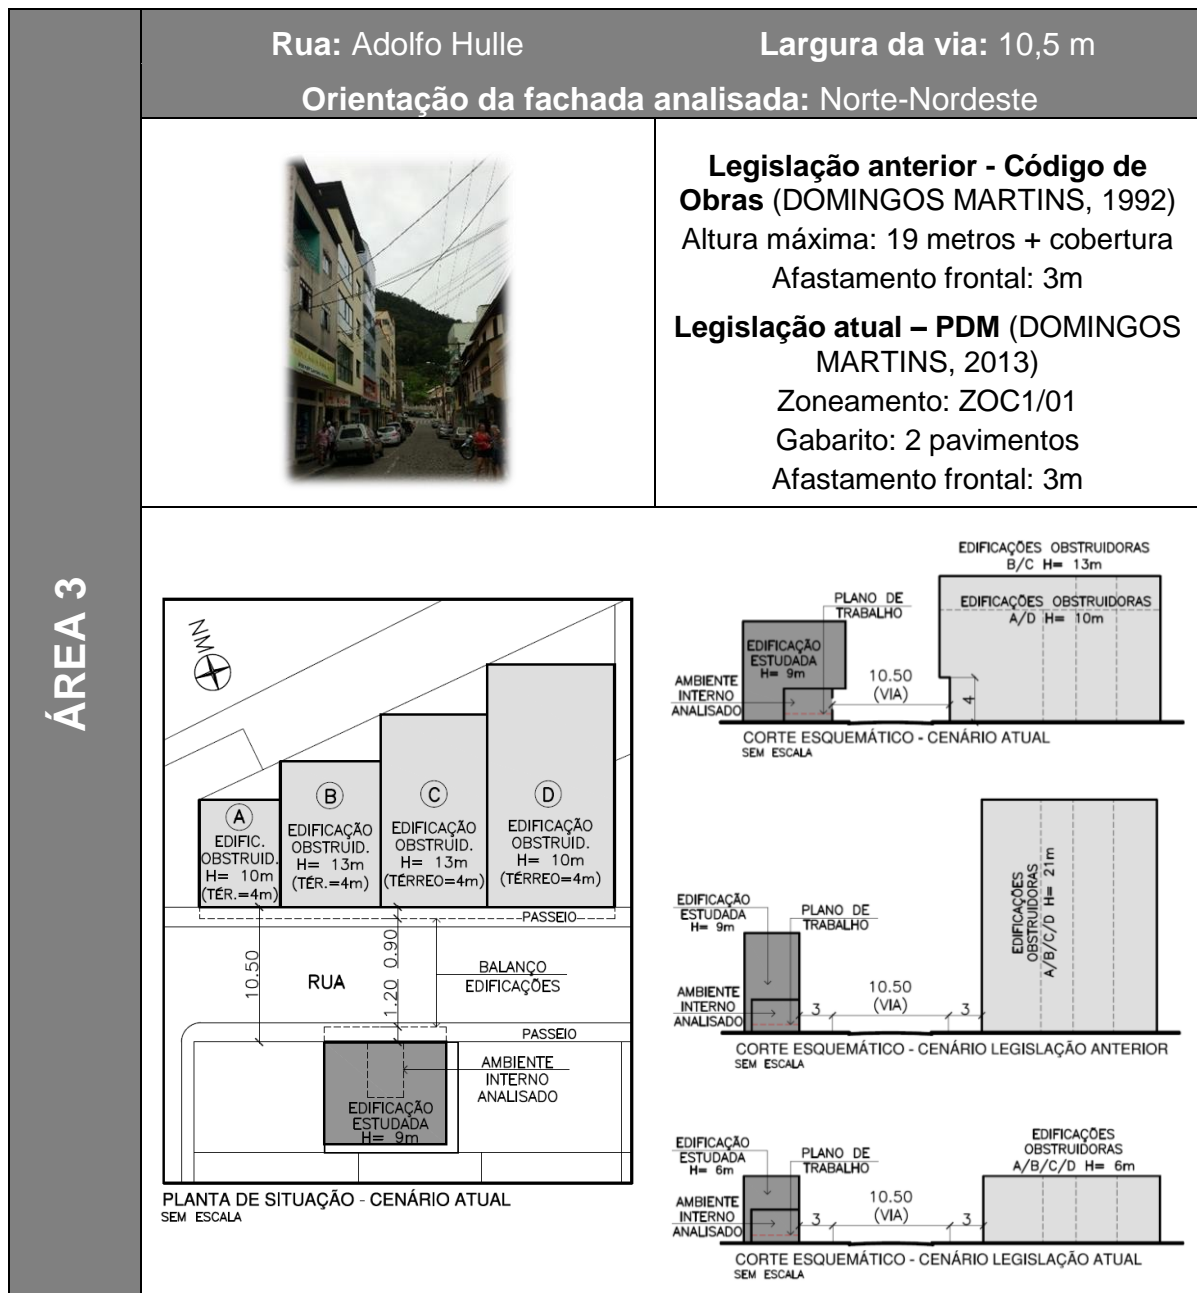 ÁREA 3
Rua: Adolfo Hulle
Largura da via: 10,5 m
Orientação da fachada analisada: Norte-Nordeste
Legislação anterior - Código de
Obras (DOMINGOS MARTINS, 1992)
Altura máxima: 19 metros + cobertura
Afastamento frontal: 3m
Legislação atual – PDM (DOMINGOS
MARTINS, 2013)
Zoneamento: ZOC1/01
Gabarito: 2 pavimentos
Afastamento frontal: 3m
NM
A
EDIFIC.
OBSTRUID.
H= 10m
(TÉR.=4m)
B
EDIFICAÇÃO
OBSTRUID.
H= 13m
(TÉR.=4m)
C
EDIFICAÇÃO
OBSTRUID.
H= 13m
(TÉRREO=4m)
D
EDIFICAÇÃO
OBSTRUID.
H= 10m
(TÉRREO=4m)
PASSEIO
10.50
RUA
0.90
1.20
BALANÇO
EDIFICAÇÕES
PASSEIO
AMBIENTE
INTERNO
ANALISADO
EDIFICAÇÃO
ESTUDADA
H= 9m
PLANTA DE SITUAÇÃO - CENÁRIO ATUAL
SEM ESCALA
EDIFICAÇÕES OBSTRUIDORAS
B/C H= 13m
EDIFICAÇÕES OBSTRUIDORAS
A/D H= 10m
PLANO DE
TRABALHO
EDIFICAÇÃO
ESTUDADA
H= 9m
AMBIENTE
INTERNO
ANALISADO
10.50
(VIA)
4
CORTE ESQUEMÁTICO - CENÁRIO ATUAL
SEM ESCALA
EDIFICAÇÃO
ESTUDADA
H= 9m
PLANO DE
TRABALHO
EDIFICAÇÕES
OBSTRUIDORAS
A/B/C/D H= 21m
AMBIENTE
INTERNO
ANALISADO
3
10.50
(VIA)
3
CORTE ESQUEMÁTICO - CENÁRIO LEGISLAÇÃO ANTERIOR
SEM ESCALA
EDIFICAÇÃO
ESTUDADA
H= 6m
PLANO DE
TRABALHO
EDIFICAÇÕES
OBSTRUIDORAS
A/B/C/D H= 6m
AMBIENTE
INTERNO
ANALISADO
3
10.50
(VIA)
3
CORTE ESQUEMÁTICO - CENÁRIO LEGISLAÇÃO ATUAL
SEM ESCALA